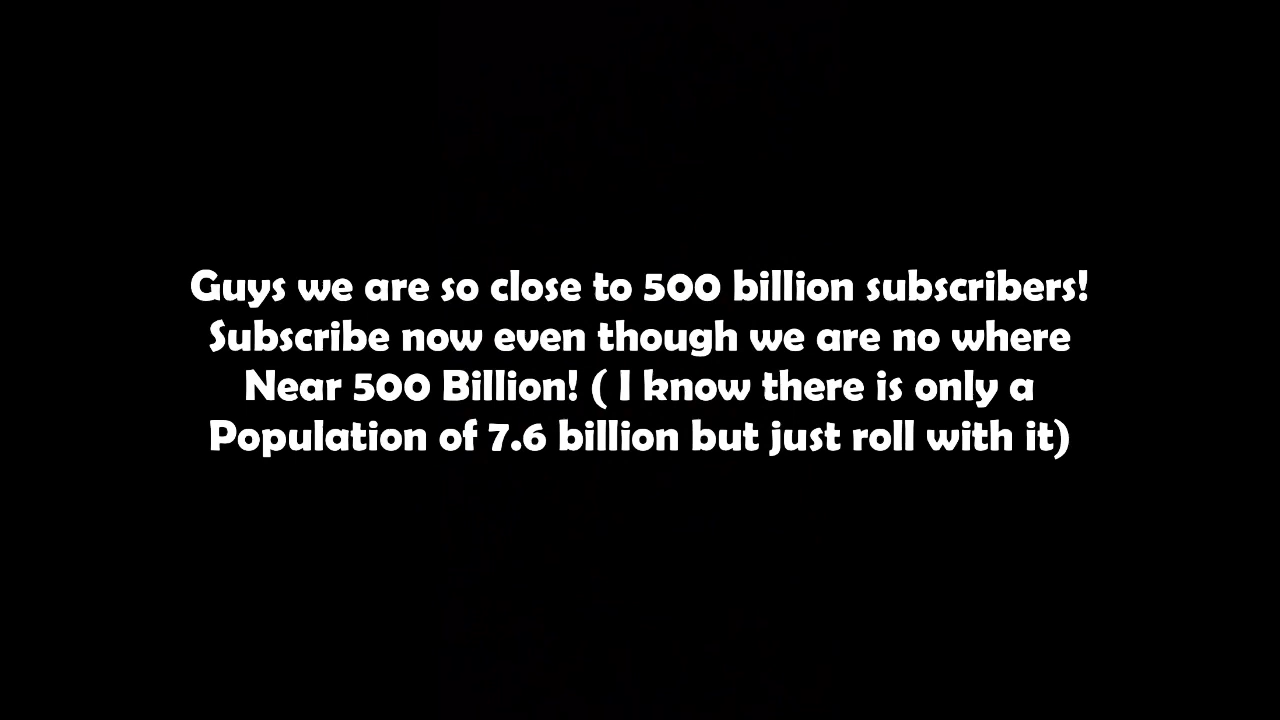 Guys we are so close to 500 billion subscribers!
Subscribe now even though we are no where
Near 500 Billion! ( I know there is only a
Population of 7.6 billion but just roll with it)